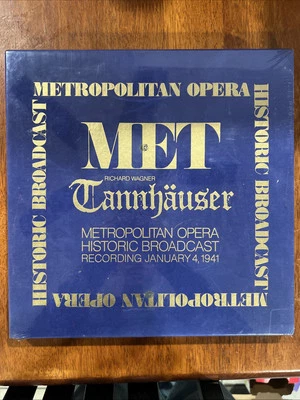 METROPOLITAN OPERA
HISTORIC BROADCAST
MET
RICHARD WAGNER
Tannhäuser
METROPOLITAN OPERA
HISTORIC BROADCAST
RECORDING JANUARY 4, 1941
HISTORIC BROADCAST
METROPOLITAN OPERA